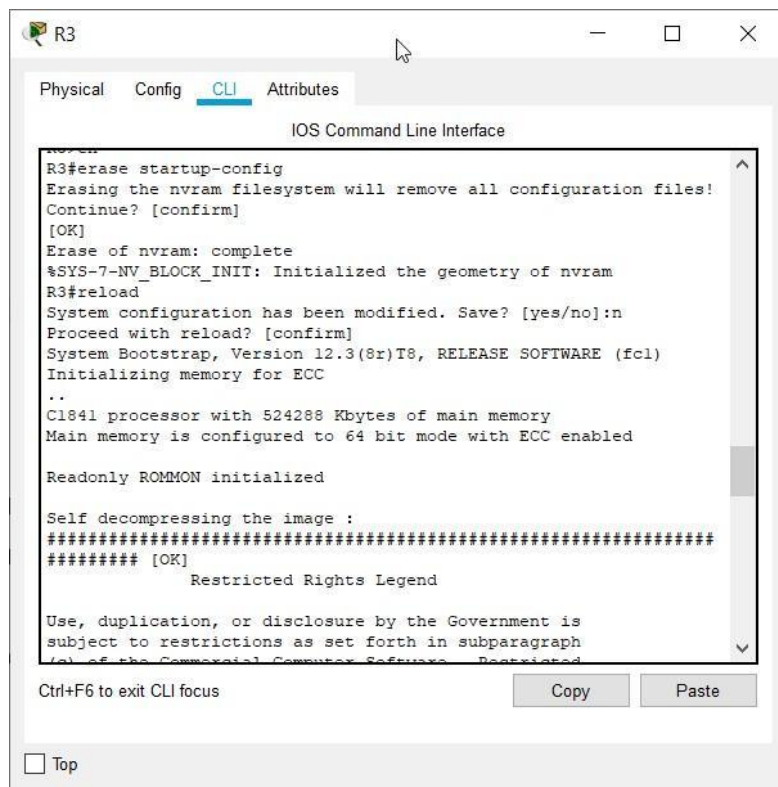 R3
Physical Config CLI Attributes
IOS Command Line Interface
R3#erase startup-config
Erasing the nvram filesystem will remove all configuration files!
Continue? [confirm]
[OK]
Erase of nvram: complete
%SYS-7-NV_BLOCK_INIT: Initialized the geometry of nvram
R3#reload
System configuration has been modified. Save? [yes/no]:n
Proceed with reload? [confirm]
System Bootstrap, Version 12.3(8r)T8, RELEASE SOFTWARE (fc1)
Initializing memory for ECC
..
C1841 processor with 524288 Kbytes of main memory
Main memory is configured to 64 bit mode with ECC enabled
Readonly ROMMON initialized
Self decompressing the image :
#################################################################
######### [OK]
Restricted Rights Legend
Use, duplication, or disclosure by the Government is
subject to restrictions as set forth in subparagraph
of the Commercial Computer Software Restricted
Ctrl+F6 to exit CLI focus
Copy Paste
Top